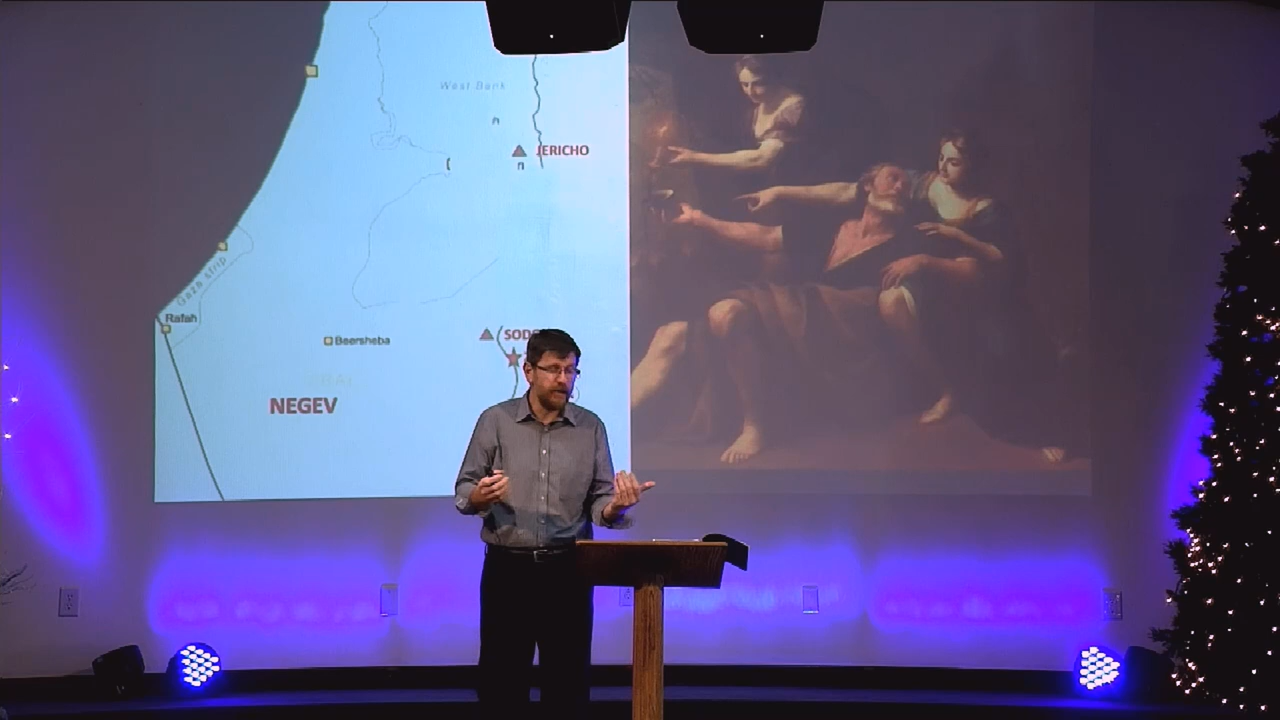 West Bank
JERICHO
Gaza strip
Rafah
Beersheba
NEGEV